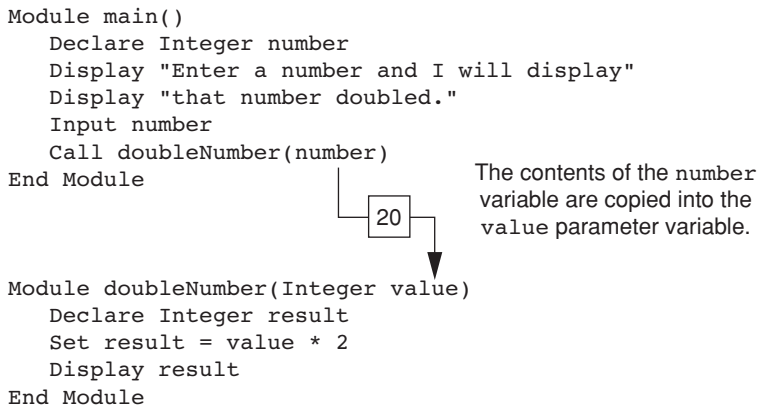 Module main()
Declare Integer number
Display "Enter a number and I will display"
Display "that number doubled."
Input number
Call doubleNumber(number)
End Module
The contents of the number
variable are copied into the
value parameter variable.
20
Module doubleNumber(Integer value)
Declare Integer result
Set result = value * 2
Display result
End Module